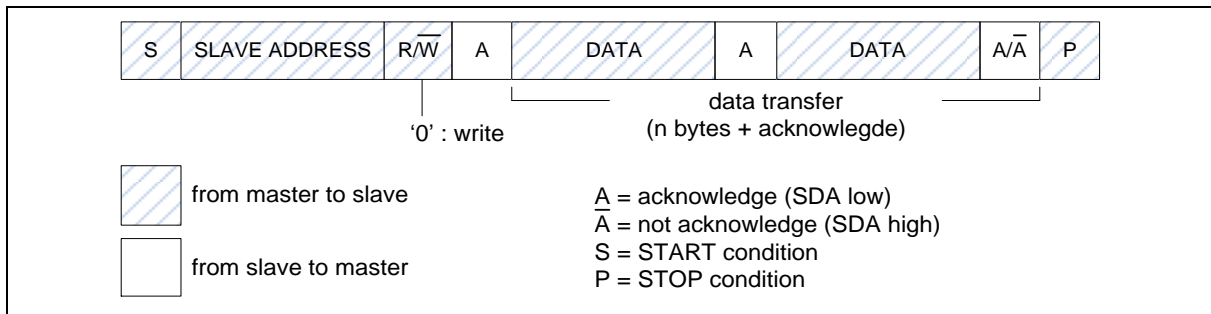 S SLAVE ADDRESS R/W̅ A DATA A DATA A/A̅ P
data transfer
(n bytes + acknowlegde)
'0' : write
from master to slave
from slave to master
A = acknowledge (SDA low)
A̅ = not acknowledge (SDA high)
S = START condition
P = STOP condition